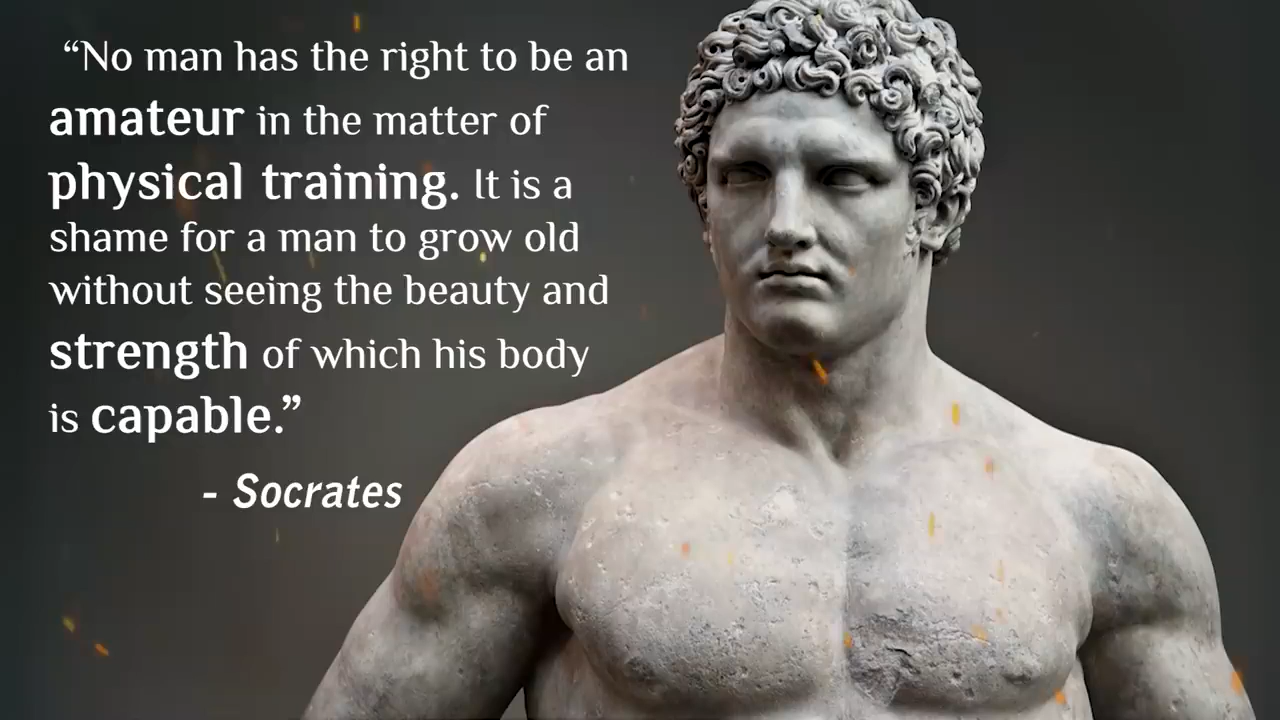 “No man has the right to be an
amateur in the matter of
physical training. It is a
shame for a man to grow old
without seeing the beauty and
strength of which his body
is capable.”
- Socrates